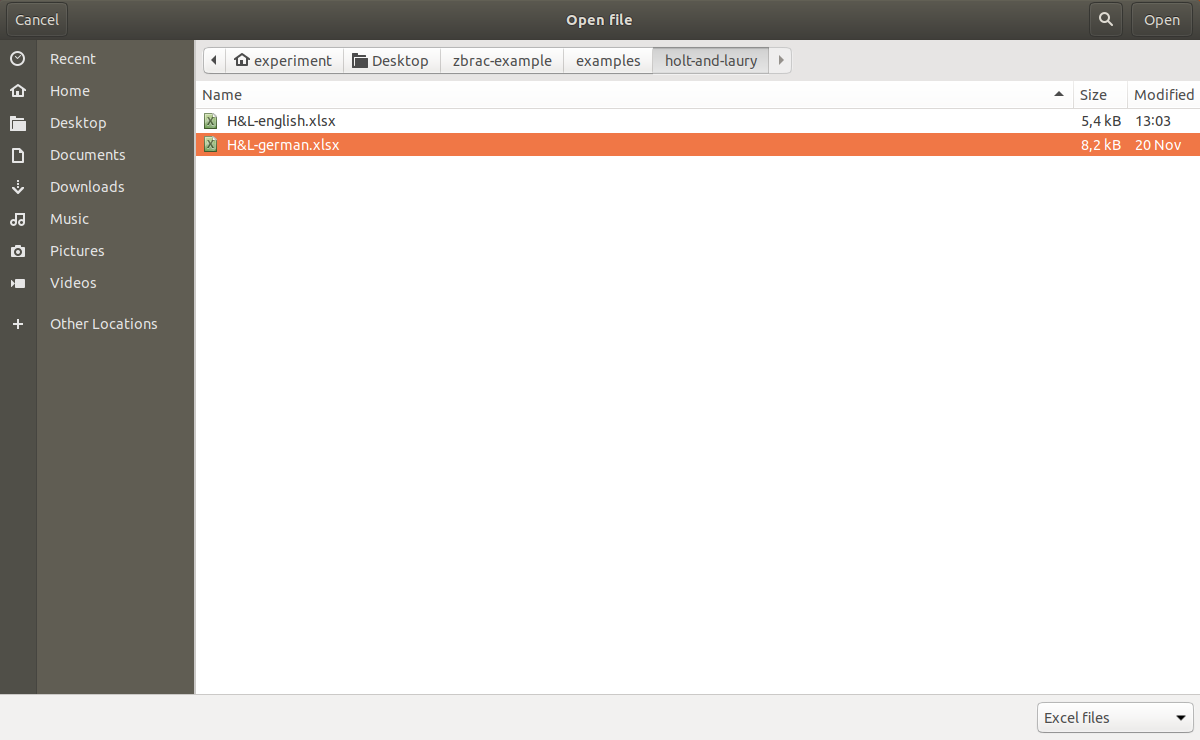 Cancel Open file Open
Recent
Home
Desktop
Documents
Downloads
Music
Pictures
Videos
Other Locations
experiment Desktop zbrac-example examples holt-and-laury
Name Size Modified
H&L-english.xlsx 5,4 kB 13:03
H&L-german.xlsx 8,2 kB 20 Nov
Excel files